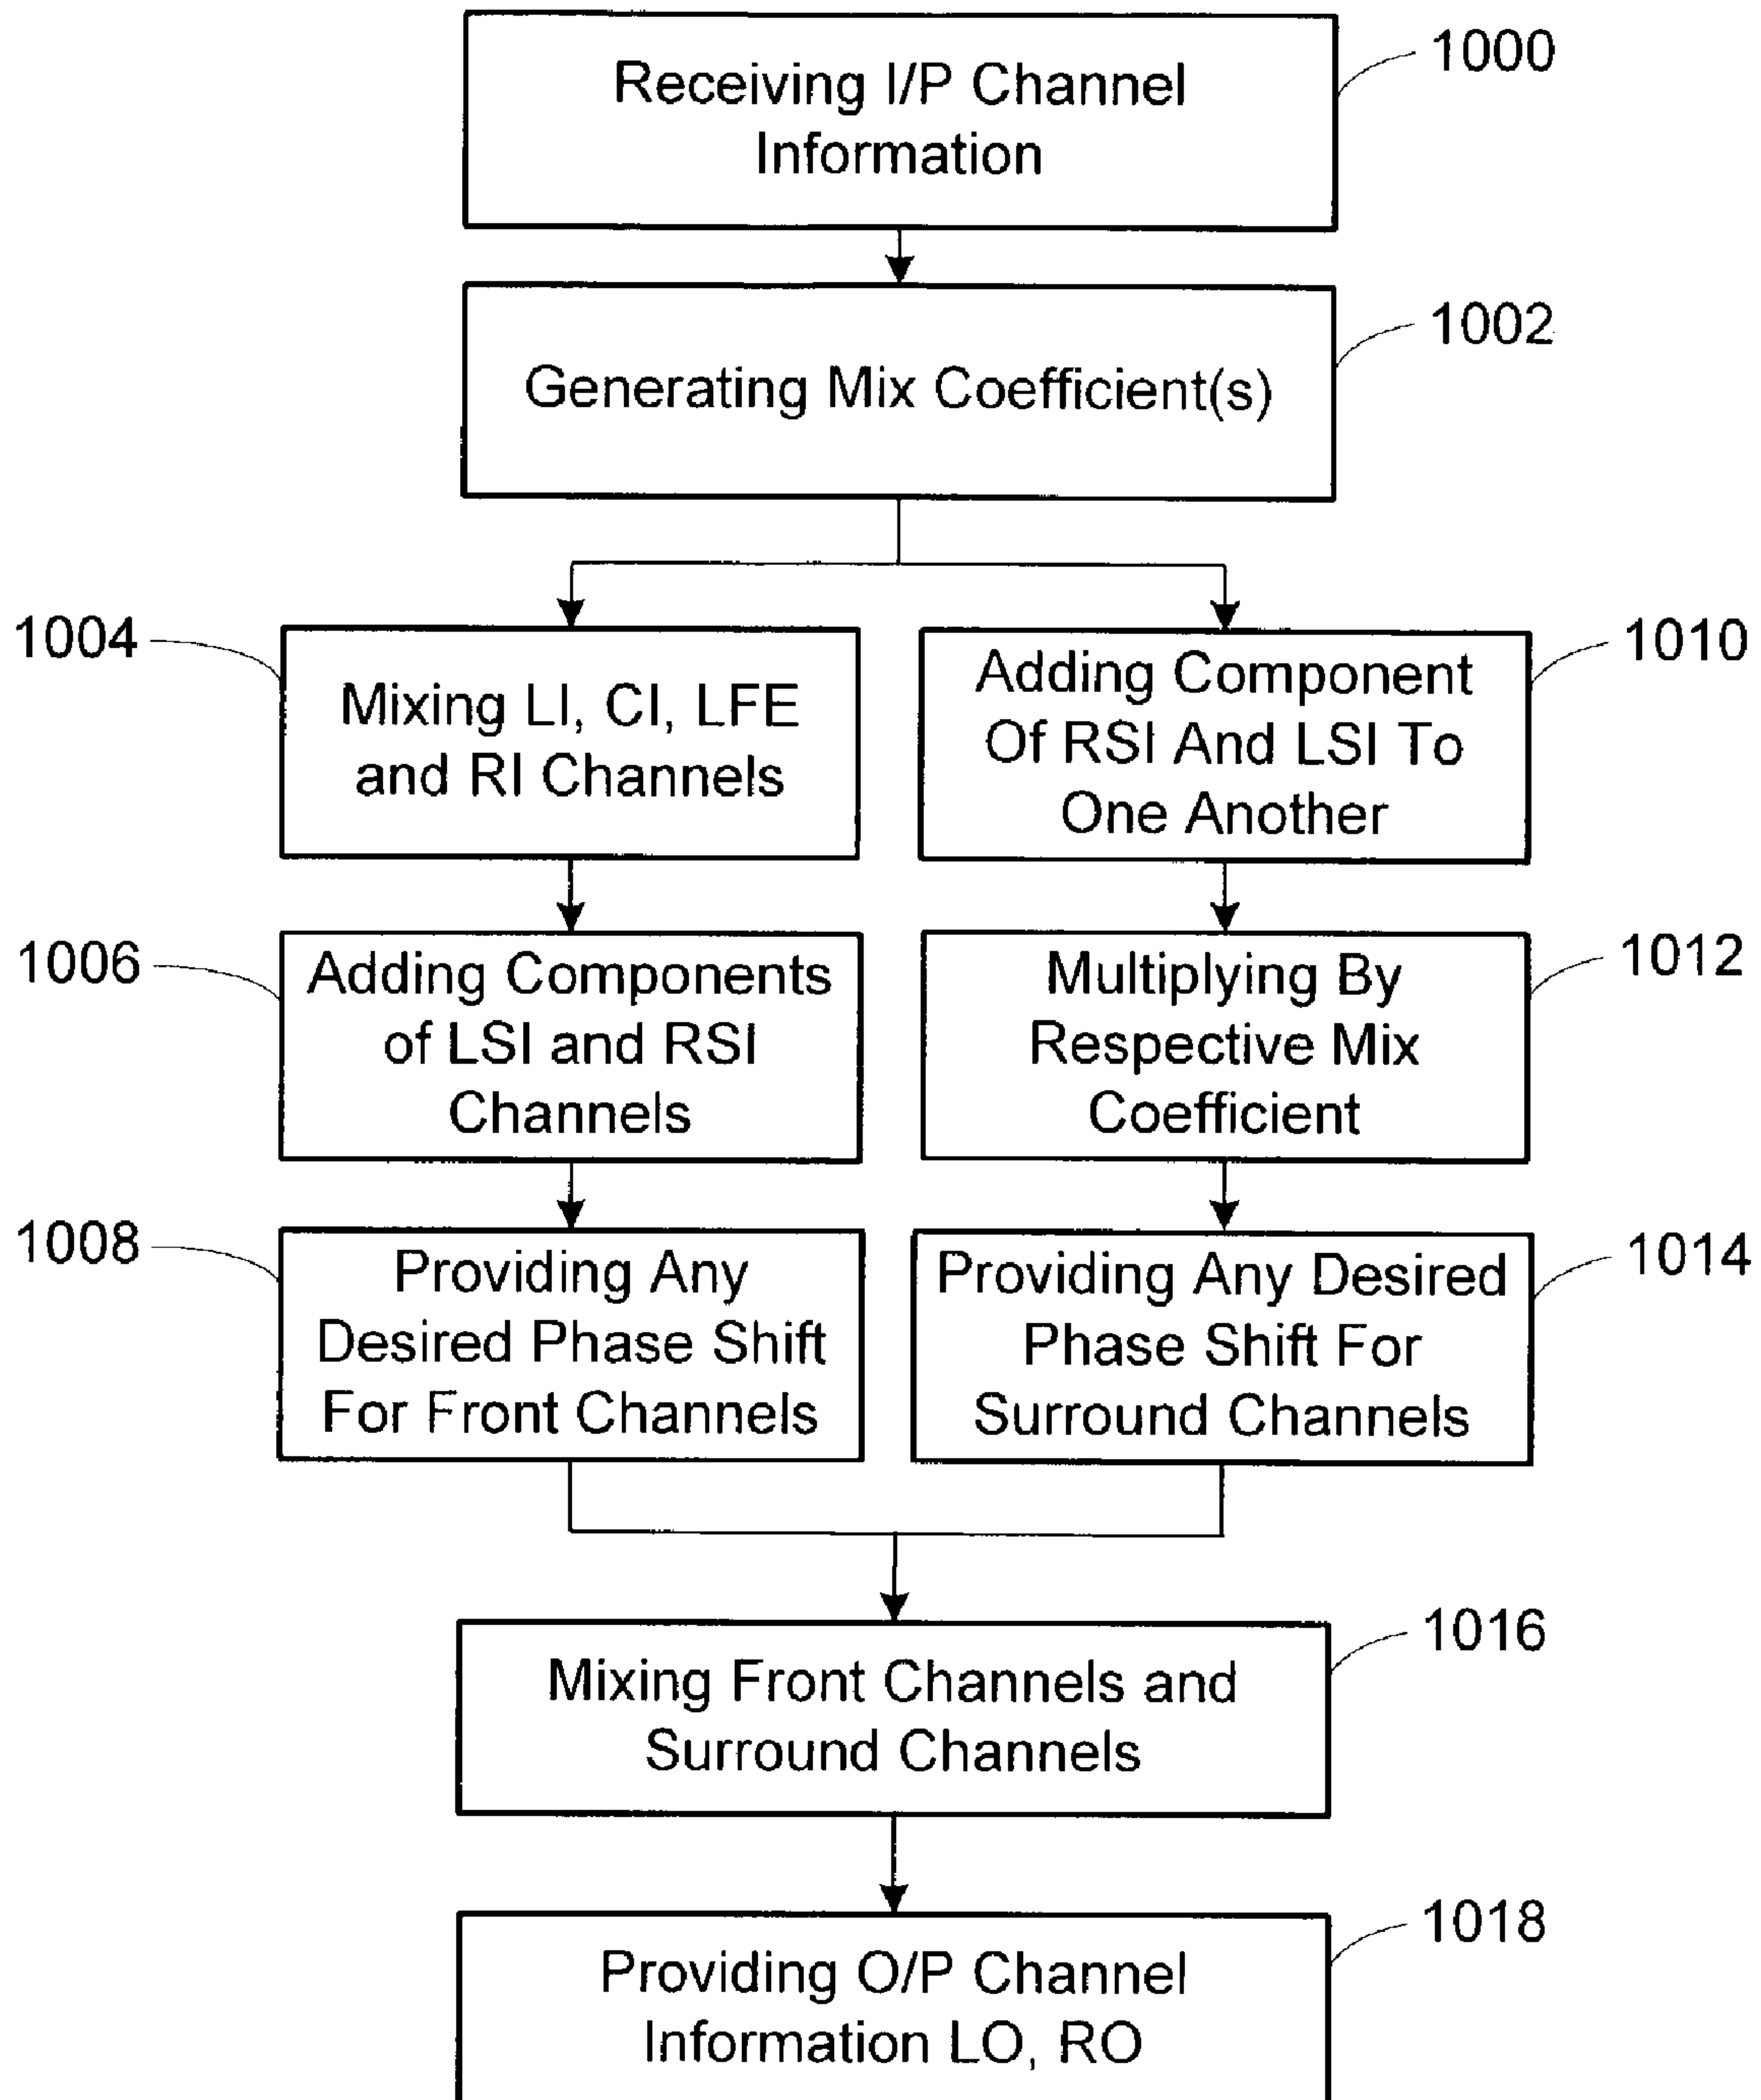 Receiving I/P Channel
Information
1000
Generating Mix Coefficient(s)
1002
1004
Mixing LI, CI, LFE
and RI Channels
Adding Component
Of RSI And LSI To
One Another
1010
1006
Adding Components
of LSI and RSI
Channels
Multiplying By
Respective Mix
Coefficient
1012
1008
Providing Any
Desired Phase Shift
For Front Channels
Providing Any Desired
Phase Shift For
Surround Channels
1014
Mixing Front Channels and
Surround Channels
1016
Providing O/P Channel
Information LO, RO
1018